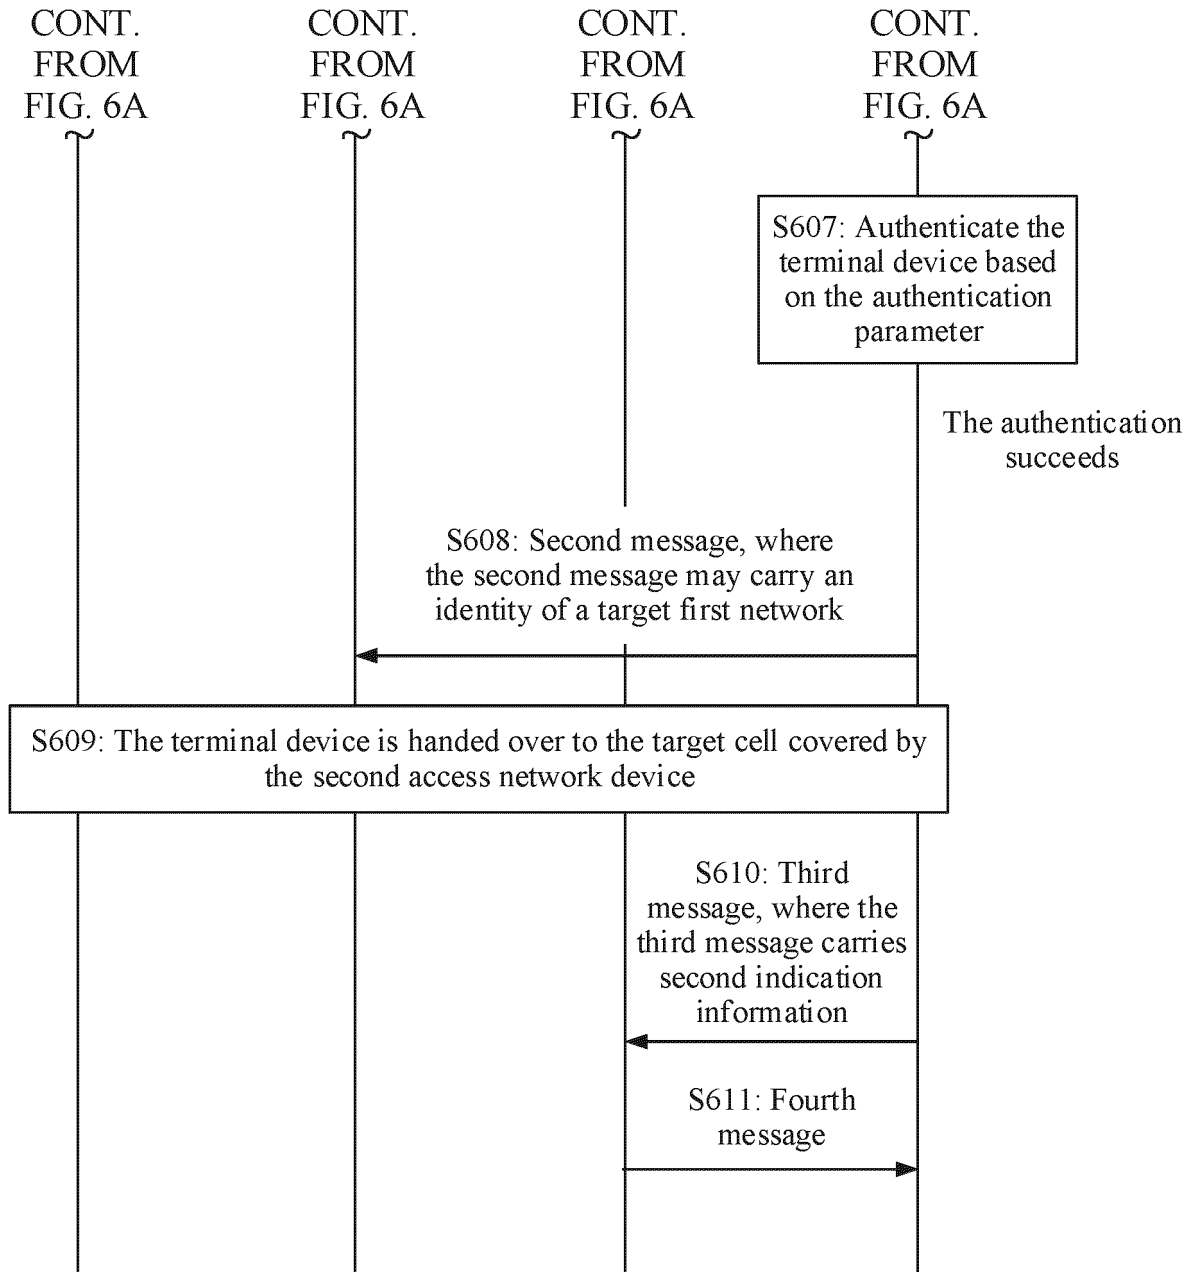 CONT.
FROM
FIG. 6A
CONT.
FROM
FIG. 6A
CONT.
FROM
FIG. 6A
CONT.
FROM
FIG. 6A
S607: Authenticate the
terminal device based
on the authentication
parameter
The authentication
succeeds
S608: Second message, where
the second message may carry an
identity of a target first network
S609: The terminal device is handed over to the target cell covered by
the second access network device
S610: Third
message, where the
third message carries
second indication
information
S611: Fourth
message